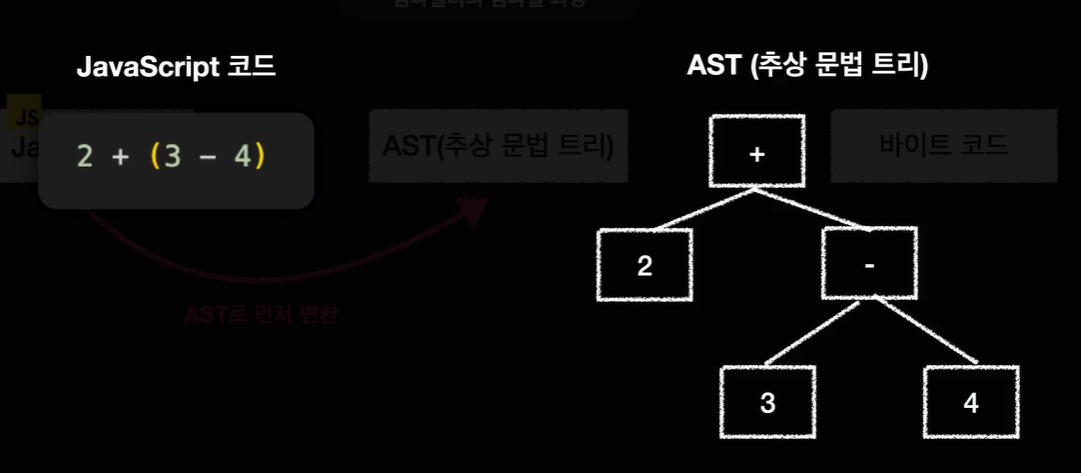 JavaScript 코드
AST (추상 문법 트리)
JS
Ja
2 + (3 - 4)
AST(추상 문법 트리)
바이트 코드
+
2
-
AST로 먼저 변환
3
4